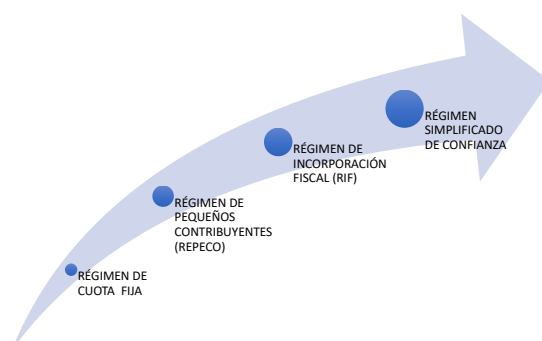 RÉGIMEN DE
CUOTA FIJA
RÉGIMEN DE
PEQUEÑOS
CONTRIBUYENTES
(REPECO)
RÉGIMEN DE
INCORPORACIÓN
FISCAL (RIF)
RÉGIMEN
SIMPLIFICADO
DE CONFIANZA